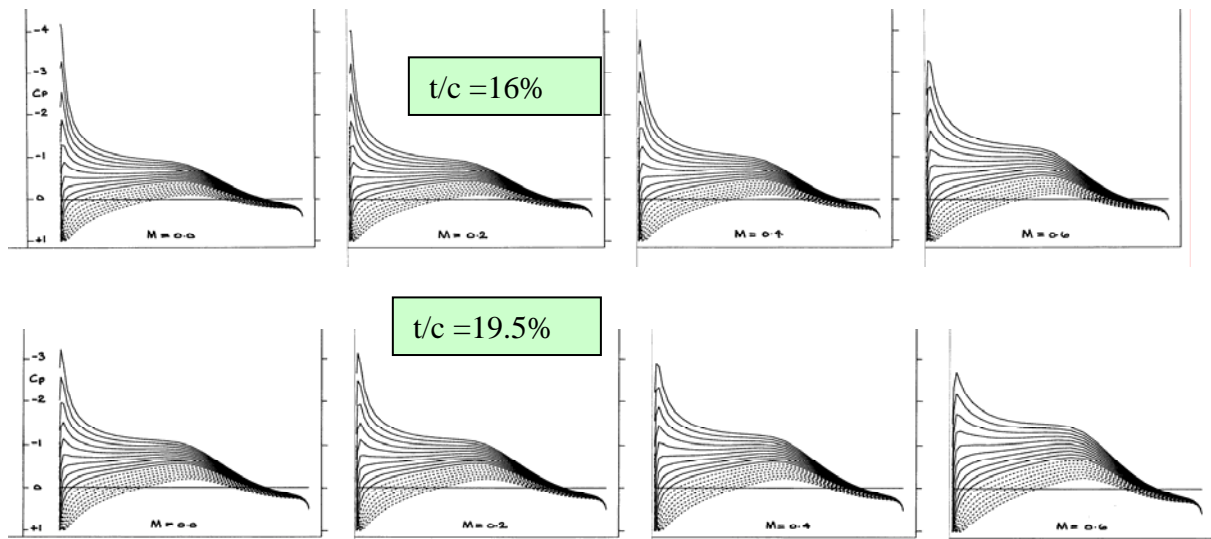 -4
-3
Cp
-2
-1
0
+1
t/c =16%
M = 0.0
M = 0.2
M = 0.4
M = 0.6
t/c =19.5%
-3
Cp
-2
-1
0
+1
M = 0.0
M = 0.2
M = 0.4
M = 0.6